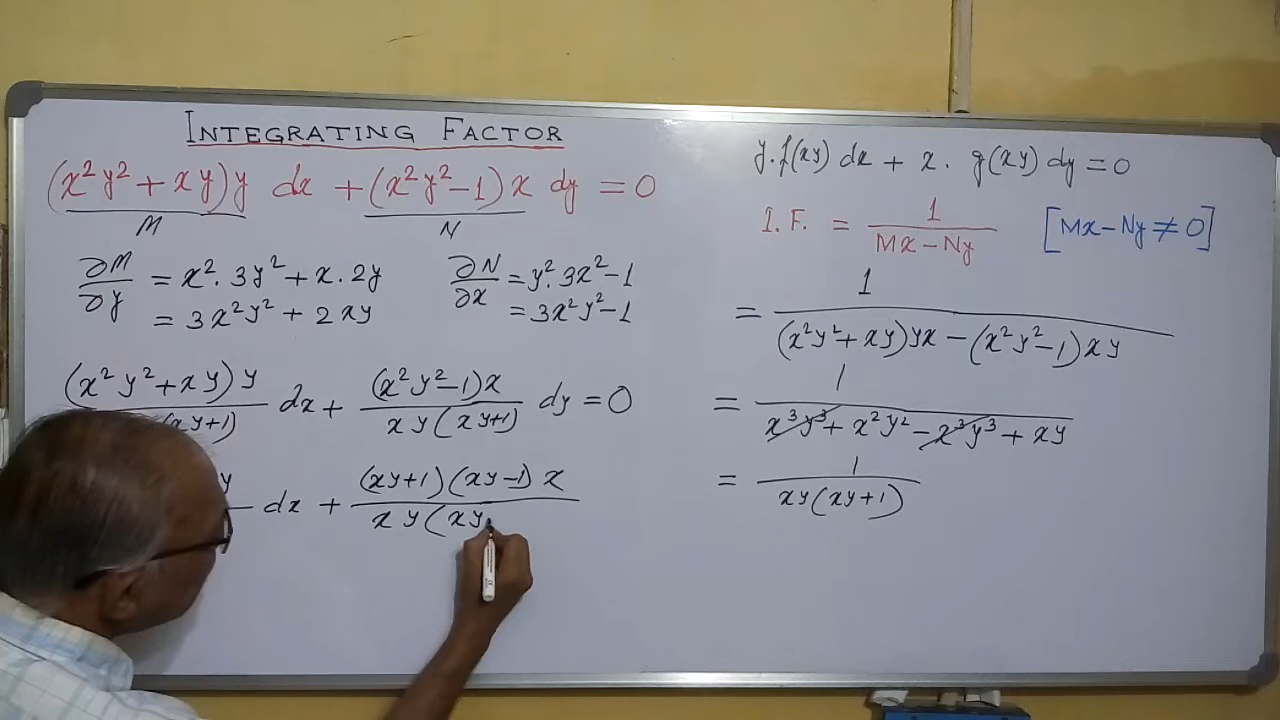 INTEGRATING FACTOR
(x²y² + xy)y dx + (x²y² - 1)x dy = 0
M N
∂M/∂y = x². 3y² + x. 2y ∂N/∂x = y². 3x² - 1
= 3x²y² + 2xy = 3x²y² - 1
(x²y² + xy)y / (xy+1) dx + (x²y² - 1)x / xy(xy+1) dy = 0
y dx + (xy+1)(xy-1)x / xy(xy
y. f(xy) dx + x. g(xy) dy = 0
I.F. = 1 / Mx - Ny [Mx - Ny ≠ 0]
= 1 / (x²y² + xy)yx - (x²y² - 1)xy
= 1 / x³y³ + x²y² - x³y³ + xy
= 1 / xy(xy+1)